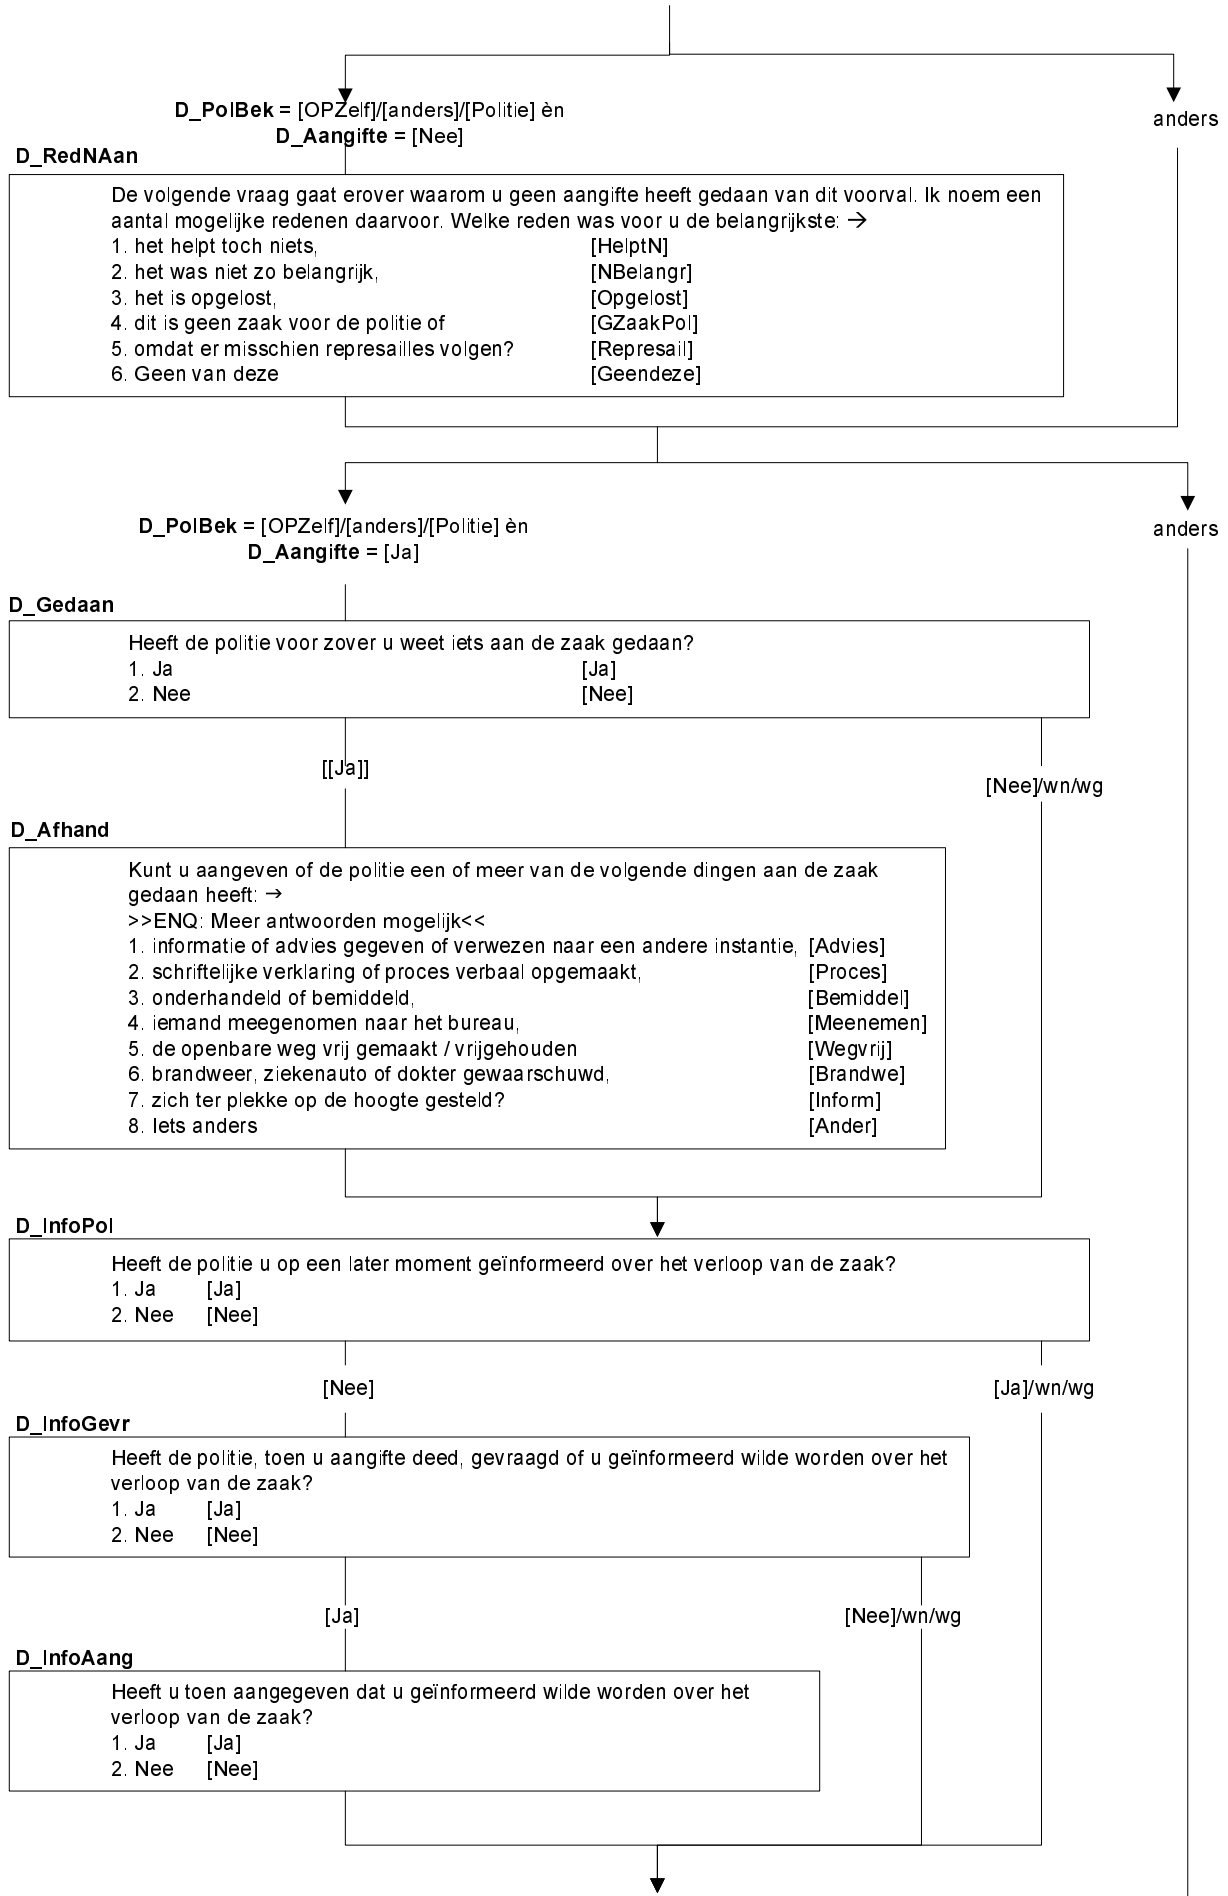 D_PolBek = [OPZelf]/[anders]/[Politie] èn
D_Aangifte = [Nee]
anders
D_RedNAan
De volgende vraag gaat erover waarom u geen aangifte heeft gedaan van dit voorval. Ik noem een
aantal mogelijke redenen daarvoor. Welke reden was voor u de belangrijkste: →
1. het helpt toch niets, [HelptN]
2. het was niet zo belangrijk, [NBelangr]
3. het is opgelost, [Opgelost]
4. dit is geen zaak voor de politie of [GZaakPol]
5. omdat er misschien represailles volgen? [Represail]
6. Geen van deze [Geendeze]
D_PolBek = [OPZelf]/[anders]/[Politie] èn
D_Aangifte = [Ja]
anders
D_Gedaan
Heeft de politie voor zover u weet iets aan de zaak gedaan?
1. Ja [Ja]
2. Nee [Nee]
[[Ja]]
[Nee]/wn/wg
D_Afhand
Kunt u aangeven of de politie een of meer van de volgende dingen aan de zaak
gedaan heeft: →
>>ENQ: Meer antwoorden mogelijk<<
1. informatie of advies gegeven of verwezen naar een andere instantie, [Advies]
2. schriftelijke verklaring of proces verbaal opgemaakt, [Proces]
3. onderhandeld of bemiddeld, [Bemiddel]
4. iemand meegenomen naar het bureau, [Meenemen]
5. de openbare weg vrij gemaakt / vrijgehouden [Wegvrij]
6. brandweer, ziekenauto of dokter gewaarschuwd, [Brandwe]
7. zich ter plekke op de hoogte gesteld? [Inform]
8. Iets anders [Ander]
D_InfoPol
Heeft de politie u op een later moment geïnformeerd over het verloop van de zaak?
1. Ja [Ja]
2. Nee [Nee]
[Nee]
[Ja]/wn/wg
D_InfoGevr
Heeft de politie, toen u aangifte deed, gevraagd of u geïnformeerd wilde worden over het
verloop van de zaak?
1. Ja [Ja]
2. Nee [Nee]
[Ja]
[Nee]/wn/wg
D_InfoAang
Heeft u toen aangegeven dat u geïnformeerd wilde worden over het
verloop van de zaak?
1. Ja [Ja]
2. Nee [Nee]